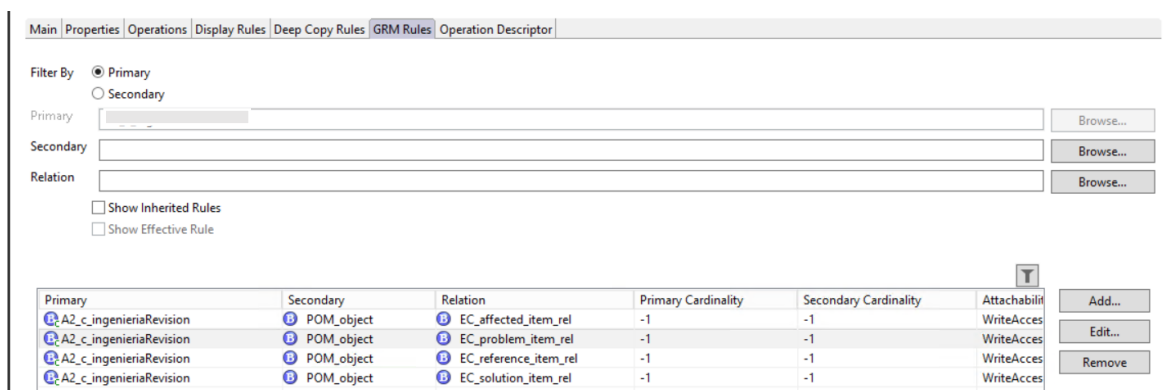 Main Properties Operations Display Rules Deep Copy Rules GRM Rules Operation Descriptor
Filter By Primary
Secondary
Primary Browse...
Secondary Browse...
Relation Browse...
Show Inherited Rules
Show Effective Rule
Primary Secondary Relation Primary Cardinality Secondary Cardinality Attachabilit Add...
A2_c_ingenieriaRevision POM_object EC_affected_item_rel -1 -1 WriteAcces
A2_c_ingenieriaRevision POM_object EC_problem_item_rel -1 -1 WriteAcces Edit...
A2_c_ingenieriaRevision POM_object EC_reference_item_rel -1 -1 WriteAcces Remove
A2_c_ingenieriaRevision POM_object EC_solution_item_rel -1 -1 WriteAcces